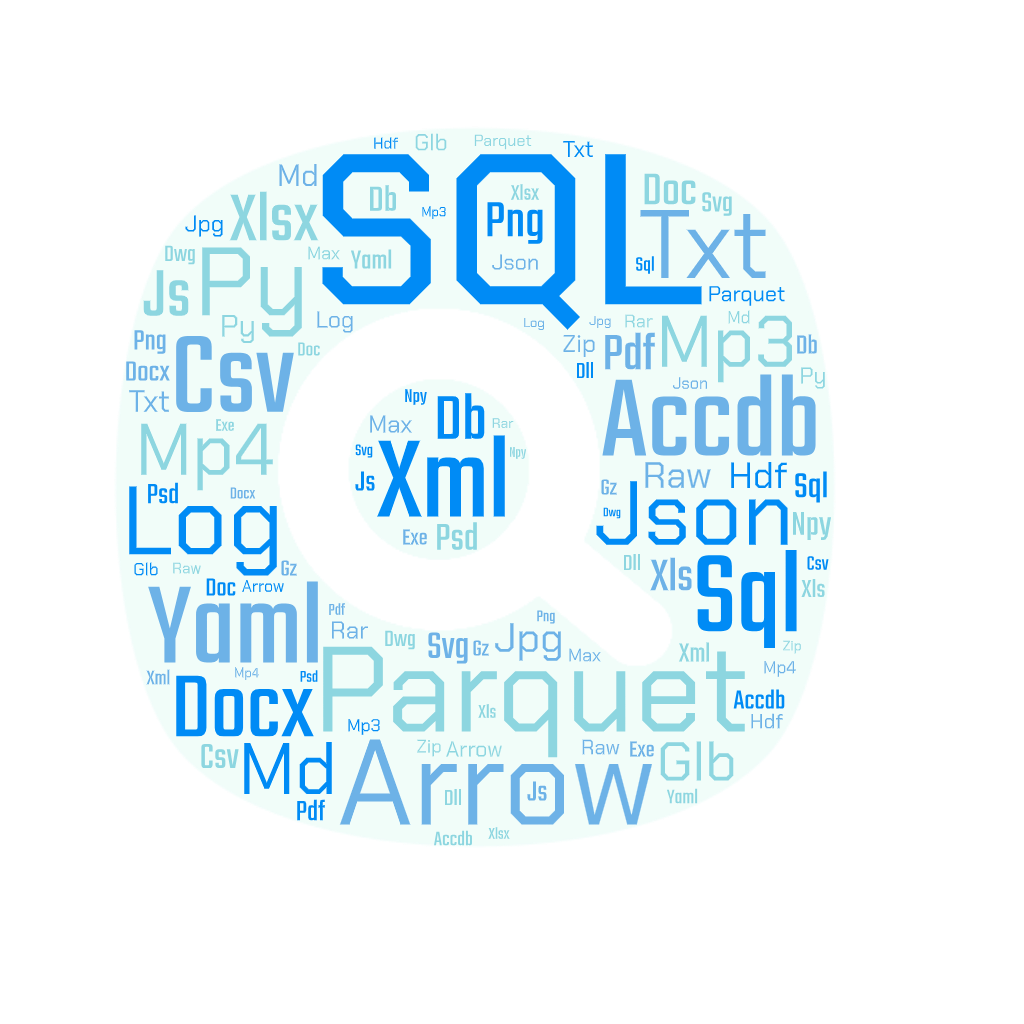 Hdf
Glb
Parquet
Txt
SQL
Md
Db
Xlsx
Doc
Svg
Xlsx
Mp3
Png
Jpg
Txt
Dwg
Max
Yaml
Json
Sql
Py
Js
Parquet
Py
Log
Log
Jpg
Rar
Md
Mp3
Png
Csv
Doc
Zip
Pdf
Db
Docx
Dll
Json
Py
Txt
Npy
Accdb
Exe
Max
Db
Rar
Mp4
Svg
Xml
Npy
Raw
Hdf
Sql
Js
Psd
Docx
Gz
Log
Dwg
Json
Npy
Exe
Psd
Glb
Raw
Gz
Dll
Xls
Sql
Csv
Doc
Arrow
Xls
Yaml
Pdf
Png
Rar
Dwg
Svg
Gz
Jpg
Max
Xml
Zip
Xml
Mp4
Psd
Parquet
Mp4
Docx
Xls
Accdb
Mp3
Hdf
Csv
Md
Zip
Arrow
Raw
Exe
Glb
Arrow
Dll
Js
Yaml
Pdf
Accdb
Xlsx